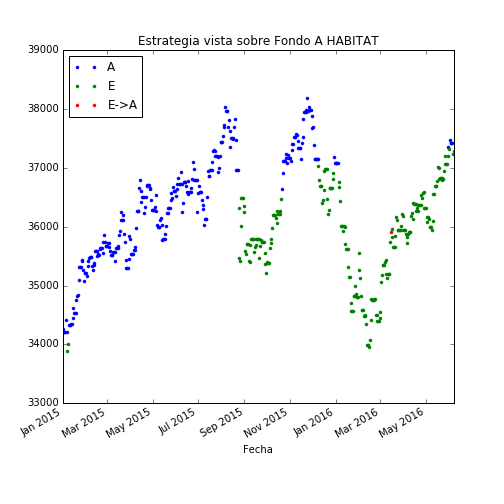 Estrategia vista sobre Fondo A HABITAT
39000
38000
37000
36000
35000
34000
33000
A
E
E->A
Jan 2015
Mar 2015
May 2015
Jul 2015
Sep 2015
Nov 2015
Jan 2016
Mar 2016
May 2016
Fecha